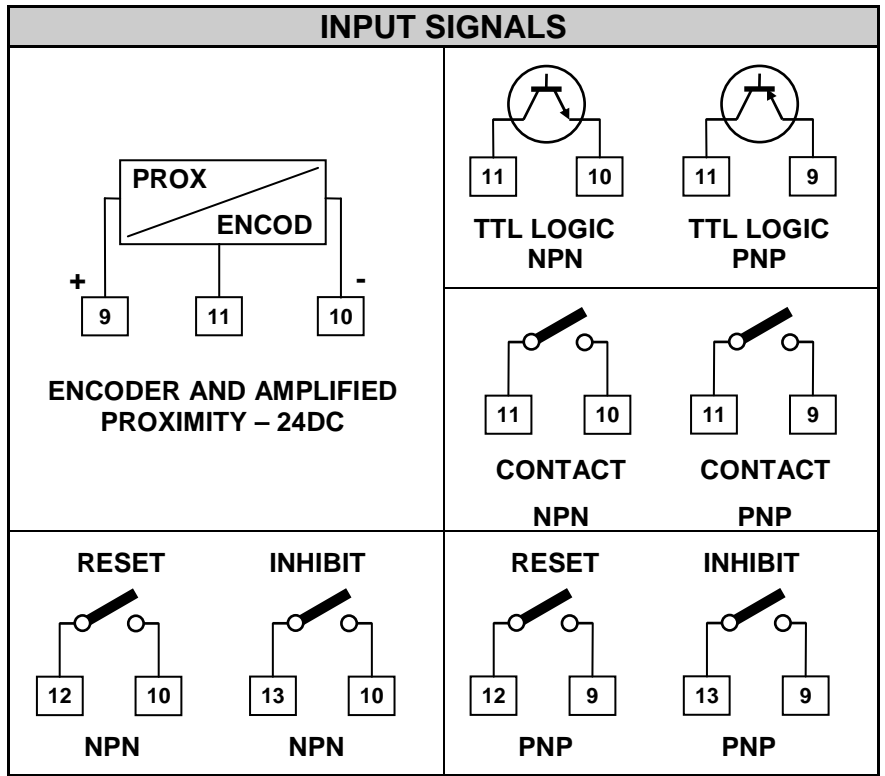 INPUT SIGNALS
PROX
ENCOD
+ -
9 11 10
ENCODER AND AMPLIFIED
PROXIMITY – 24DC
11 10
TTL LOGIC
NPN
11 9
TTL LOGIC
PNP
11 10
CONTACT
NPN
11 9
CONTACT
PNP
RESET
12 10
NPN
INHIBIT
13 10
NPN
RESET
12 9
PNP
INHIBIT
13 9
PNP